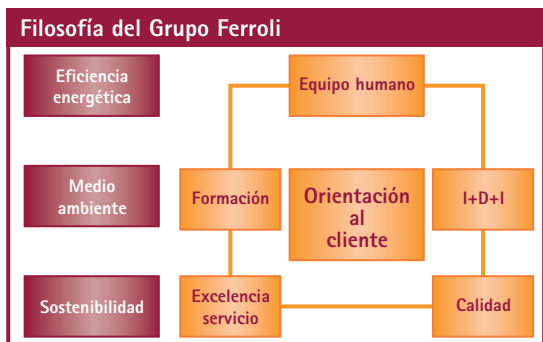 Filosofía del Grupo Ferroli
Eficiencia
energética
Equipo humano
Medio
ambiente
Formación
Orientación
al
cliente
I+D+I
Sostenibilidad
Excelencia
servicio
Calidad